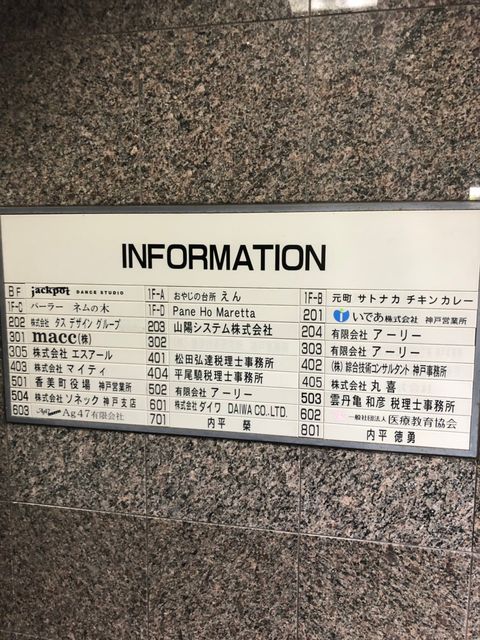 INFORMATION
BF jackpot DANCE STUDIO 1F-A おやじの台所 えん 1F-B 元町 サトナカ チキンカレー
1F-C パーラー ネムの木 1F-D Pane Ho Maretta 201 いであ株式会社 神戸営業所
202 株式会社 タス デザイン グループ 203 山陽システム株式会社 204 有限会社 アーリー
301 macc(株) 302 303 有限会社 アーリー
305 株式会社 エスアール 401 松田弘達税理士事務所 402 (株)総合技術コンサルタント 神戸事務所
403 株式会社 マイティ 404 平尾驍税理士事務所 405 株式会社 丸喜
501 香美町役場 神戸営業所 502 有限会社 アーリー 503 雲丹亀 和彦 税理士事務所
504 株式会社 ソネック 神戸支店 601 株式会社 ダイワ DAIWA CO.LTD. 602 一般社団法人 医療教育協会
603 Ag47有限会社 701 内平 榮 801 内平 徳勇